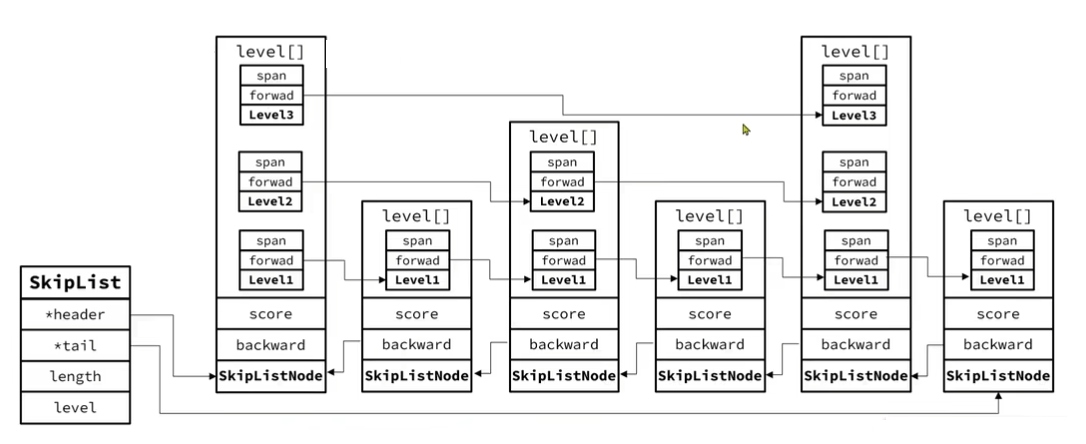 SkipList
*header
*tail
length
level
level[]
span
forwad
Level3
span
forwad
Level2
span
forwad
Level1
score
backward
SkipListNode
level[]
span
forwad
Level1
score
backward
SkipListNode
level[]
span
forwad
Level2
span
forwad
Level1
score
backward
SkipListNode
level[]
span
forwad
Level1
score
backward
SkipListNode
level[]
span
forwad
Level3
span
forwad
Level2
span
forwad
Level1
score
backward
SkipListNode
level[]
span
forwad
Level1
score
backward
SkipListNode